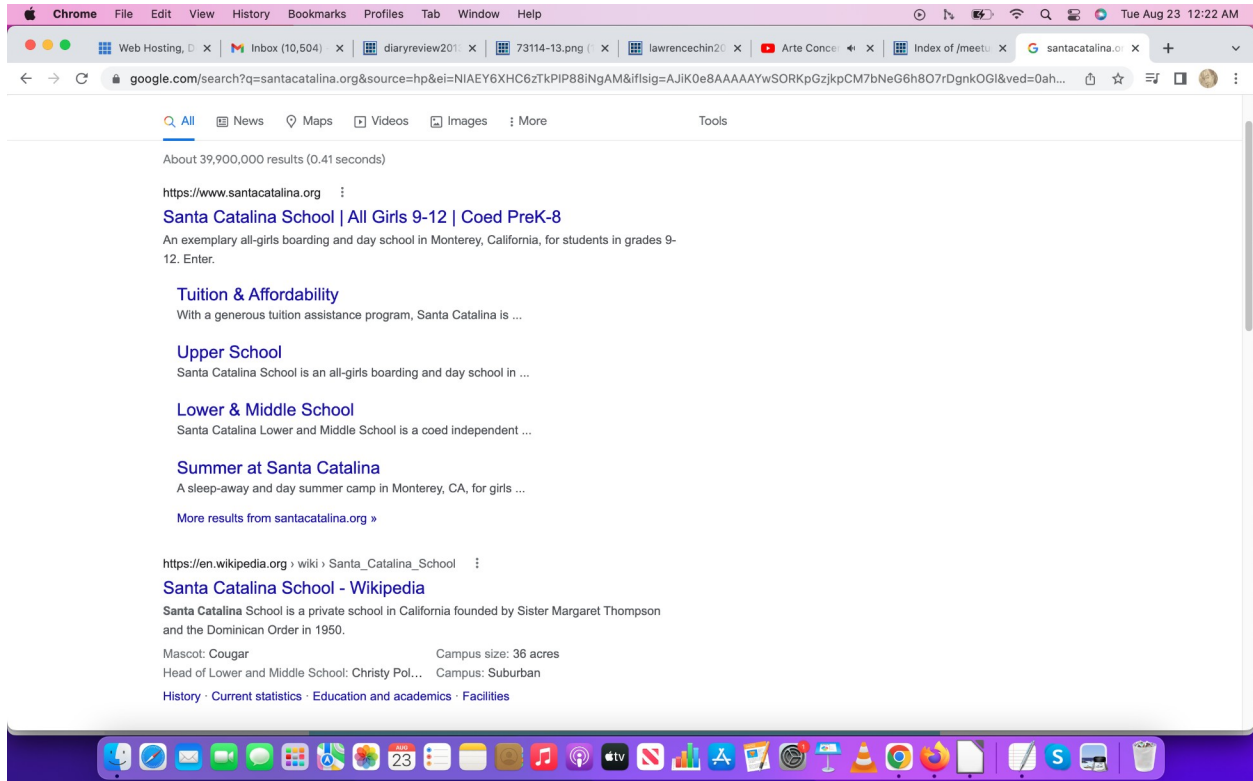 Chrome File Edit View History Bookmarks Profiles Tab Window Help Tue Aug 23 12:22 AM
Web Hosting, D Inbox (10,504) diaryreview201 73114-13.png ( lawrencechin20 Arte Concer Index of /meetu santacatalina.or
google.com/search?q=santacatalina.org&source=hp&ei=NIAEY6XHC6zTkPIP88iNgAM&iflsig=AJiK0e8AAAAAYwSORKpGzjkpCM7bNeG6h8O7rDgnkOGl&ved=0ah...
All News Maps Videos Images More Tools
About 39,900,000 results (0.41 seconds)
https://www.santacatalina.org
Santa Catalina School | All Girls 9-12 | Coed PreK-8
An exemplary all-girls boarding and day school in Monterey, California, for students in grades 9-
12. Enter.
Tuition & Affordability
With a generous tuition assistance program, Santa Catalina is ...
Upper School
Santa Catalina School is an all-girls boarding and day school in ...
Lower & Middle School
Santa Catalina Lower and Middle School is a coed independent ...
Summer at Santa Catalina
A sleep-away and day summer camp in Monterey, CA, for girls ...
More results from santacatalina.org »
https://en.wikipedia.org › wiki › Santa_Catalina_School
Santa Catalina School - Wikipedia
Santa Catalina School is a private school in California founded by Sister Margaret Thompson
and the Dominican Order in 1950.
Mascot: Cougar Campus size: 36 acres
Head of Lower and Middle School: Christy Pol... Campus: Suburban
History · Current statistics · Education and academics · Facilities
AUG
23
tv